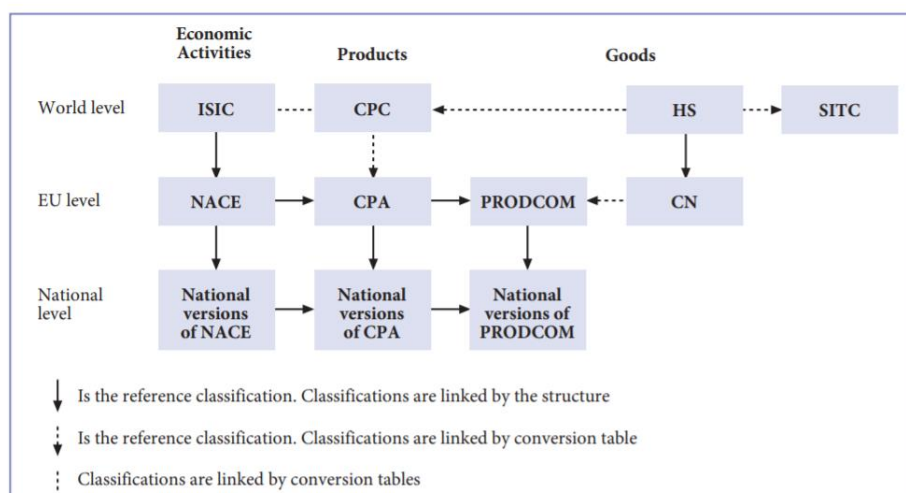 Economic
Activities
Products
Goods
World level
ISIC
CPC
HS
SITC
EU level
NACE
CPA
PRODCOM
CN
National
level
National
versions
of NACE
National
versions
of CPA
National
versions of
PRODCOM
Is the reference classification. Classifications are linked by the structure
Is the reference classification. Classifications are linked by conversion table
Classifications are linked by conversion tables